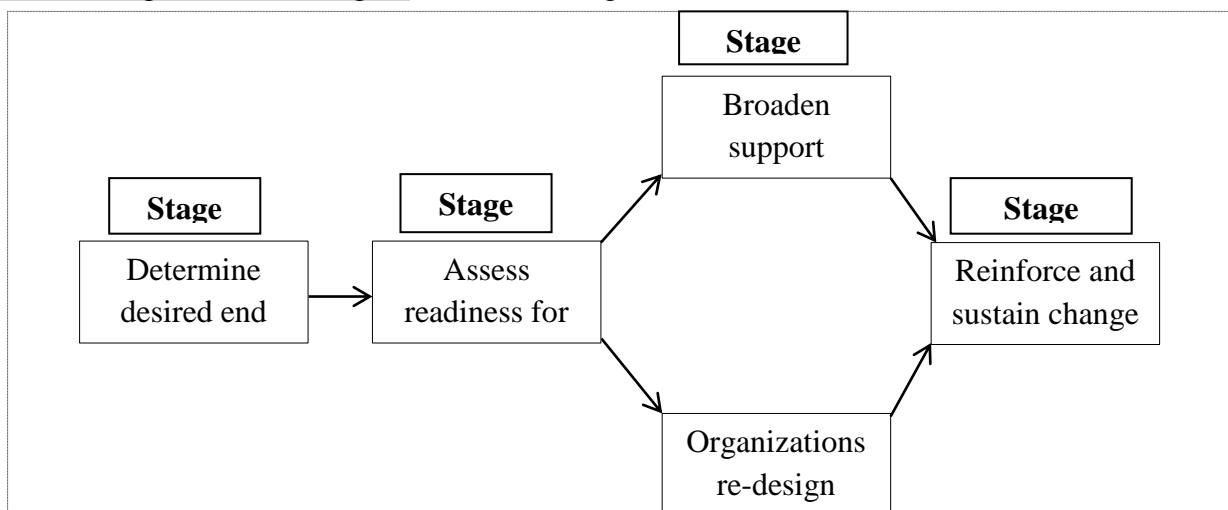 Stage
Broaden
support
Stage
Determine
desired end
Stage
Assess
readiness for
Stage
Reinforce and
sustain change
Organizations
re-design